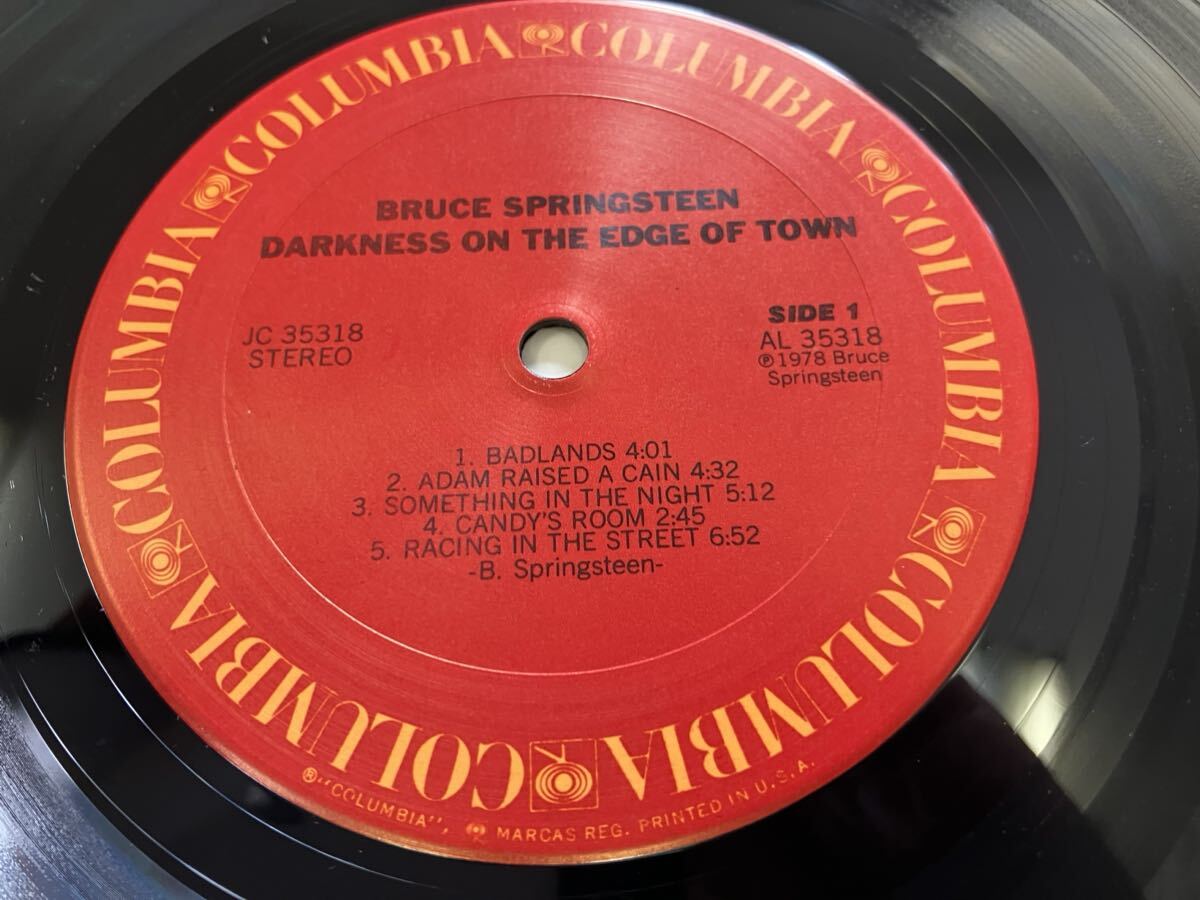 COLUMBIA COLUMBIA COLUMBIA COLUMBIA COLUMBIA COLUMBIA
BRUCE SPRINGSTEEN
DARKNESS ON THE EDGE OF TOWN
JC 35318
STEREO
SIDE 1
AL 35318
℗ 1978 Bruce
Springsteen
1. BADLANDS 4:01
2. ADAM RAISED A CAIN 4:32
3. SOMETHING IN THE NIGHT 5:12
4. CANDY'S ROOM 2:45
5. RACING IN THE STREET 6:52
-B. Springsteen-
®"COLUMBIA", MARCAS REG. PRINTED IN U.S.A.